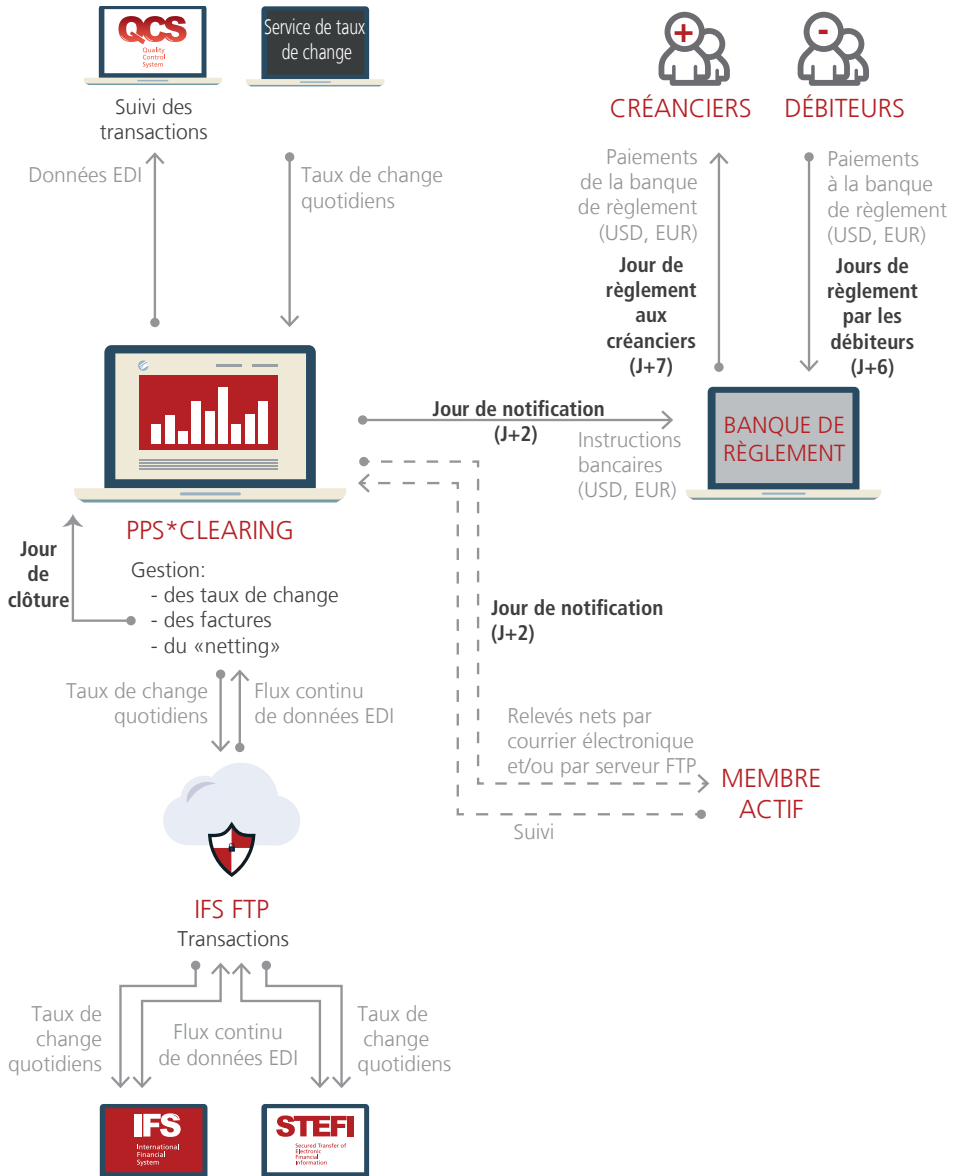 QCS
Quality
Control
System
Service de taux
de change
Suivi des
transactions
Données EDI
Taux de change
quotidiens
+
-
CRÉANCIERS
DÉBITEURS
Paiements
de la banque
de règlement
(USD, EUR)
Jour de
règlement
aux
créanciers
(J+7)
Paiements
à la banque
de règlement
(USD, EUR)
Jours de
règlement
par les
débiteurs
(J+6)
Jour de notification
(J+2)
Instructions
bancaires
(USD, EUR)
BANQUE DE
RÈGLEMENT
PPS*CLEARING
Jour
de
clôture
Gestion:
- des taux de change
- des factures
- du «netting»
Jour de notification
(J+2)
Taux de change
quotidiens
Flux continu
de données EDI
Relevés nets par
courrier électronique
et/ou par serveur FTP
MEMBRE
ACTIF
Suivi
IFS FTP
Transactions
Taux de
change
quotidiens
Flux continu
de données EDI
Taux de
change
quotidiens
IFS
International
Financial
System
STEFI
Secured Transfer of
Electronic
Financial
Information